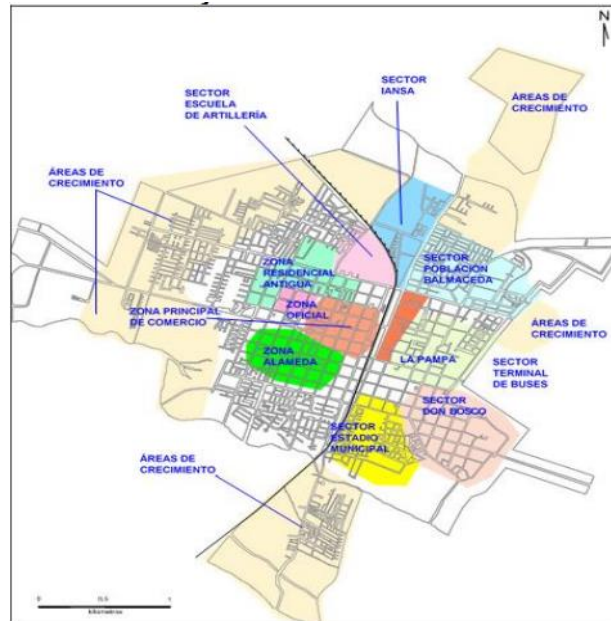 N
SECTOR
IANSA
ÁREAS DE
CRECIMIENTO
SECTOR
ESCUELA
DE ARTILLERÍA
ÁREAS DE
CRECIMIENTO
ZONA
RESIDENCIAL
ANTIGUA
SECTOR
POBLACION
BALMACEDA
ZONA PRINCIPAL
DE COMERCIO
ZONA
OFICIAL
ÁREAS DE
CRECIMIENTO
ZONA
ALAMEDA
LA PAMPA
SECTOR
TERMINAL
DE BUSES
SECTOR
DON BOSCO
SECTOR
ESTADIO
MUNICIPAL
ÁREAS DE
CRECIMIENTO
0 0.5 1
kilometros